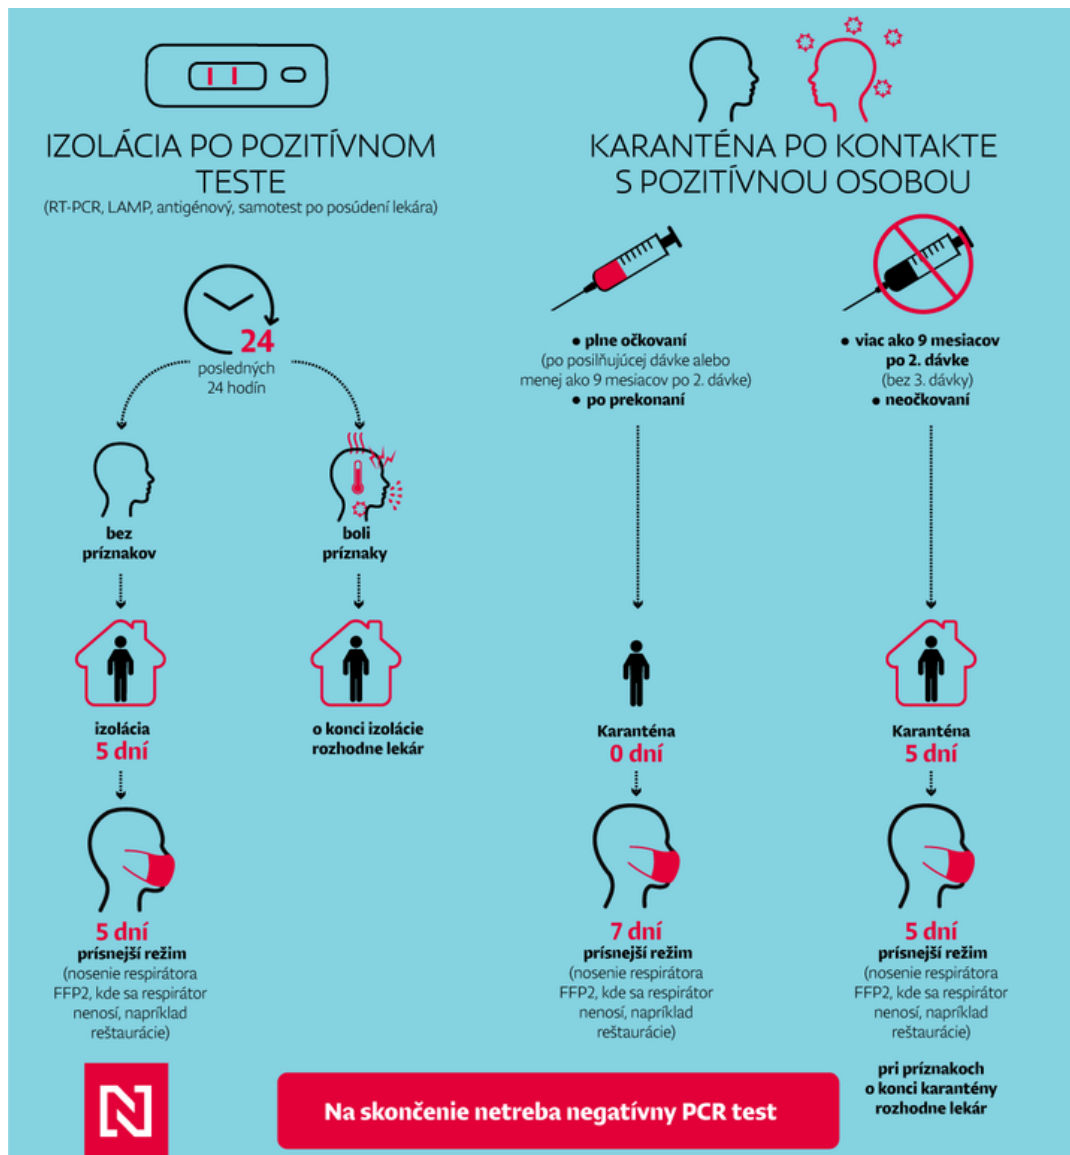 IZOLÁCIA PO POZITÍVNOM
TESTE
(RT-PCR, LAMP, antigénový, samotest po posúdení lekára)
24
posledných
24 hodín
bez
príznakov
boli
príznaky
izolácia
5 dní
o konci izolácie
rozhodne lekár
5 dní
prísnejší režim
(nosenie respirátora
FFP2, kde sa respirátor
nenosí, napríklad
reštaurácie)
KARANTÉNA PO KONTAKTE
S POZITÍVNOU OSOBOU
• plne očkovaní
(po posilňujúcej dávke alebo
menej ako 9 mesiacov po 2. dávke)
• po prekonaní
Karanténa
0 dní
7 dní
prísnejší režim
(nosenie respirátora
FFP2, kde sa respirátor
nenosí, napríklad
reštaurácie)
• viac ako 9 mesiacov
po 2. dávke
(bez 3. dávky)
• neočkovaní
Karanténa
5 dní
5 dní
prísnejší režim
(nosenie respirátora
FFP2, kde sa respirátor
nenosí, napríklad
reštaurácie)
pri príznakoch
o konci karantény
rozhodne lekár
N
Na skončenie netreba negatívny PCR test